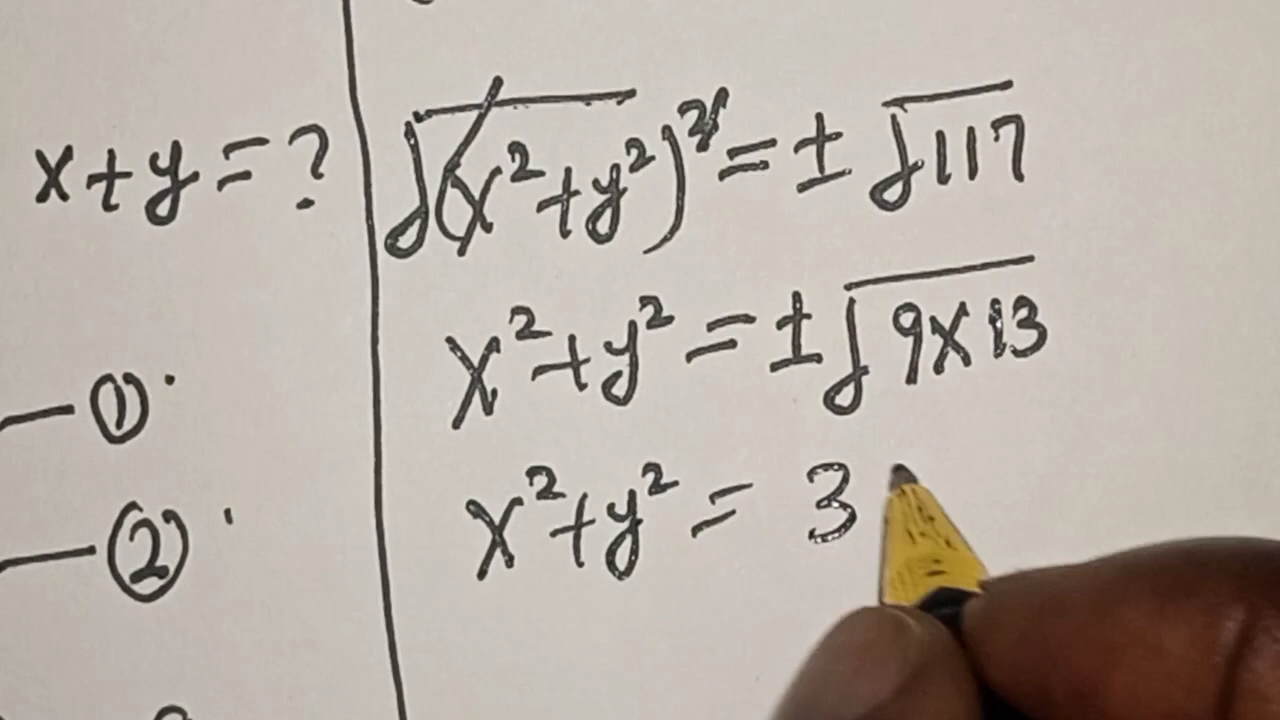 x+y=?
— ①
— ②
√(x²+y²)² = ± √117
x²+y² = ± √9×13
x²+y² = 3